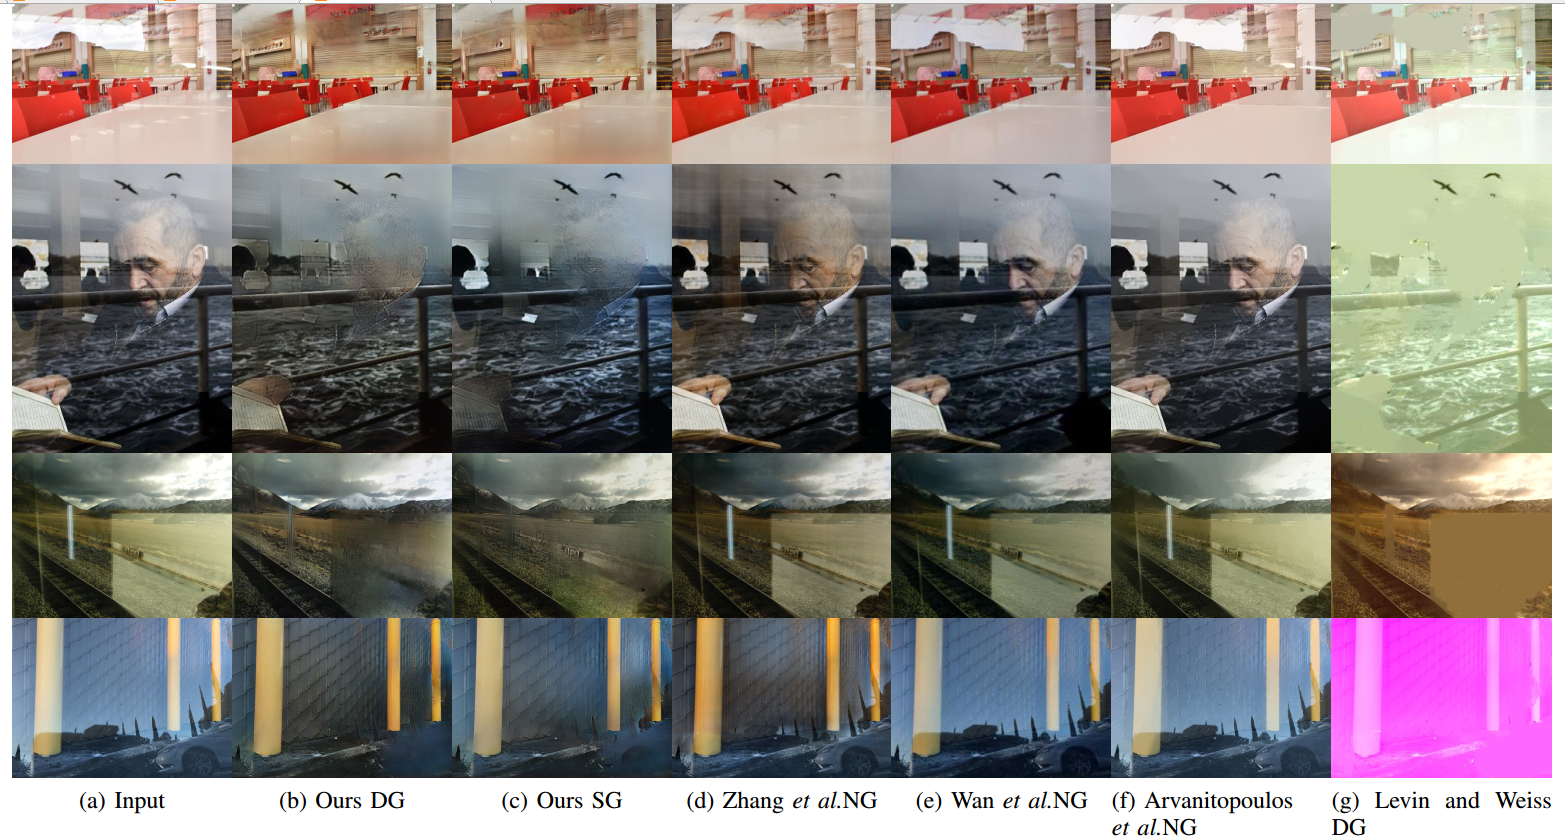 (a) Input
(b) Ours DG
(c) Ours SG
(d) Zhang et al.NG
(e) Wan et al.NG
(f) Arvanitopoulos
et al.NG
(g) Levin and Weiss
DG